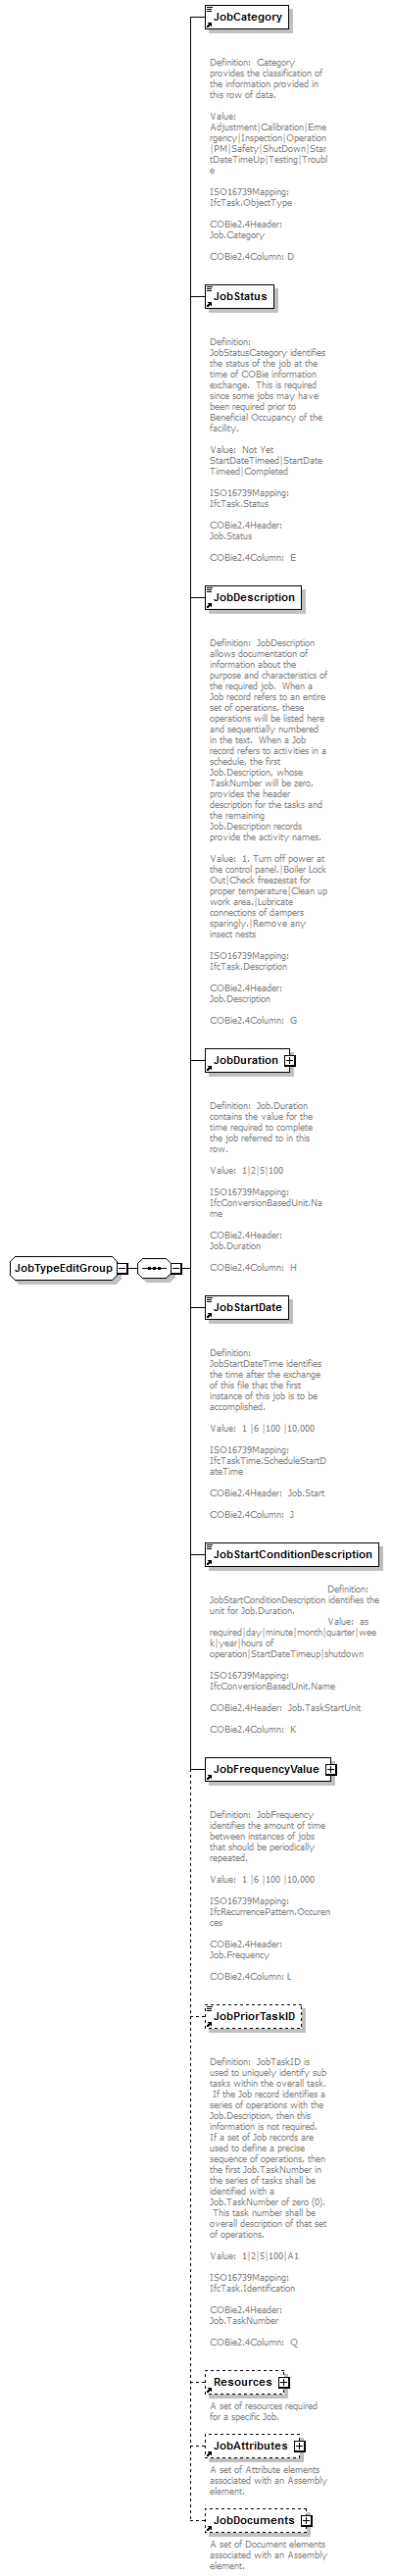 JobCategory
Definition:  Category
provides the classification of
the information provided in
this row of data.
Value:
Adjustment|Calibration|Eme
rgency|Inspection|Operation
|PM|Safety|ShutDown|Star
tDateTimeUp|Testing|Troubl
e
ISO16739Mapping:
IfcTask.ObjectType
COBie2.4Header:
Job.Category
COBie2.4Column: D
JobStatus
Definition:
JobStatusCategory identifies
the status of the job at the
time of COBie information
exchange.  This is required
since some jobs may have
been required prior to
Beneficial Occupancy of the
facility.
Value:  Not Yet
StartDateTimeed|StartDate
Timeed|Completed
ISO16739Mapping:
IfcTask.Status
COBie2.4Header:
Job.Status
COBie2.4Column:  E
JobDescription
Definition:  JobDescription
allows documentation of
information about the
purpose and characteristics of
the required job.  When a
Job record refers to an entire
set of operations, these
operations will be listed here
and sequentially numbered
in the text.  When a Job
record refers to activities in a
schedule, the first
Job.Description, whose
TaskNumber will be zero,
provides the header
description for the tasks and
the remaining
Job.Description records
provide the activity names.
Value:  1. Turn off power at
the control panel.|Boiler Lock
Out|Check freezestat for
proper temperature|Clean up
work area.|Lubricate
connections of dampers
sparingly.|Remove any
insect nests
ISO16739Mapping:
IfcTask.Description
COBie2.4Header:
Job.Description
COBie2.4Column:  G
JobDuration
Definition:  Job.Duration
contains the value for the
time required to complete
the job referred to in this
row.
Value:  1|2|5|100
ISO16739Mapping:
IfcConversionBasedUnit.Na
me
COBie2.4Header:
Job.Duration
COBie2.4Column:  H
JobTypeEditGroup
JobStartDate
Definition:
JobStartDateTime identifies
the time after the exchange
of this file that the first
instance of this job is to be
accomplished.
Value:  1 |6 |100 |10,000
ISO16739Mapping:
IfcTaskTime.ScheduleStartD
ateTime
COBie2.4Header:  Job.Start
COBie2.4Column:  J
JobStartConditionDescription
Definition:
JobStartConditionDescription identifies the
unit for Job.Duration.
Value:  as
required|day|minute|month|quarter|wee
k|year|hours of
operation|StartDateTimeup|shutdown
ISO16739Mapping:
IfcConversionBasedUnit.Name
COBie2.4Header:  Job.TaskStartUnit
COBie2.4Column:  K
JobFrequencyValue
Definition:  JobFrequency
identifies the amount of time
between instances of jobs
that should be periodically
repeated.
Value:  1 |6 |100 |10,000
ISO16739Mapping:
IfcRecurrencePattern.Occuren
ces
COBie2.4Header:
Job.Frequency
COBie2.4Column: L
JobPriorTaskID
Definition:  JobTaskID is
used to uniquely identify sub
tasks within the overall task.
If the Job record identifies a
series of operations with the
Job.Description, then this
information is not required.
If a set of Job records are
used to define a precise
sequence of operations, then
the first Job.TaskNumber in
the series of tasks shall be
identified with a
Job.TaskNumber of zero (0).
This task number shall be
overall description of that set
of operations.
Value:  1|2|5|100|A1
ISO16739Mapping:
IfcTask.Identification
COBie2.4Header:
Job.TaskNumber
COBie2.4Column:  Q
Resources
A set of resources required
for a specific Job.
JobAttributes
A set of Attribute elements
associated with an Assembly
element.
JobDocuments
A set of Document elements
associated with an Assembly
element.